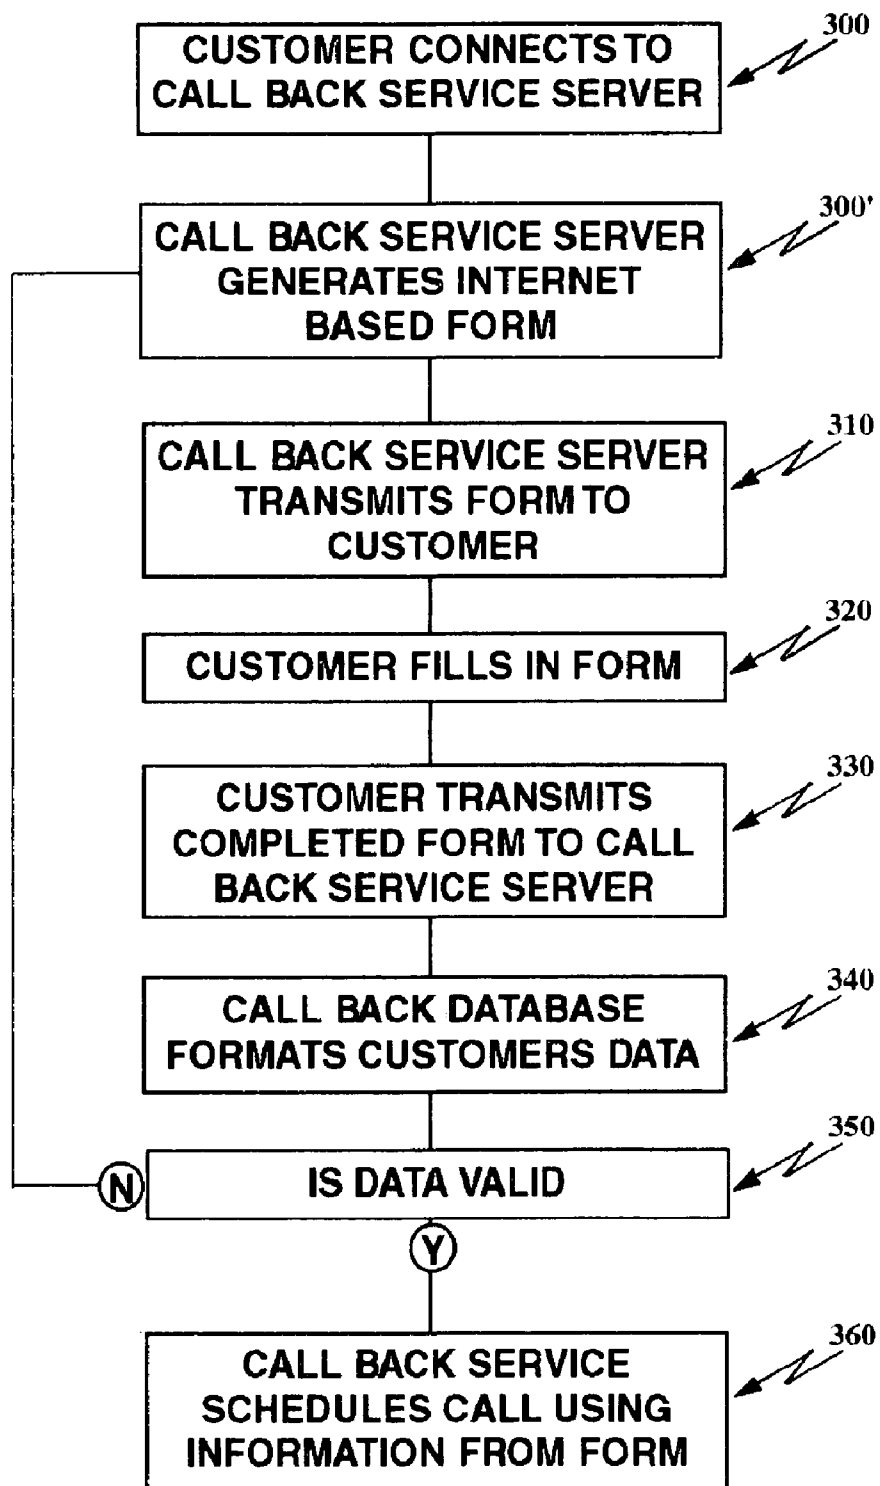 300
CUSTOMER CONNECTS TO
CALL BACK SERVICE SERVER
300'
CALL BACK SERVICE SERVER
GENERATES INTERNET
BASED FORM
310
CALL BACK SERVICE SERVER
TRANSMITS FORM TO
CUSTOMER
320
CUSTOMER FILLS IN FORM
330
CUSTOMER TRANSMITS
COMPLETED FORM TO CALL
BACK SERVICE SERVER
340
CALL BACK DATABASE
FORMATS CUSTOMERS DATA
350
N
IS DATA VALID
Y
360
CALL BACK SERVICE
SCHEDULES CALL USING
INFORMATION FROM FORM